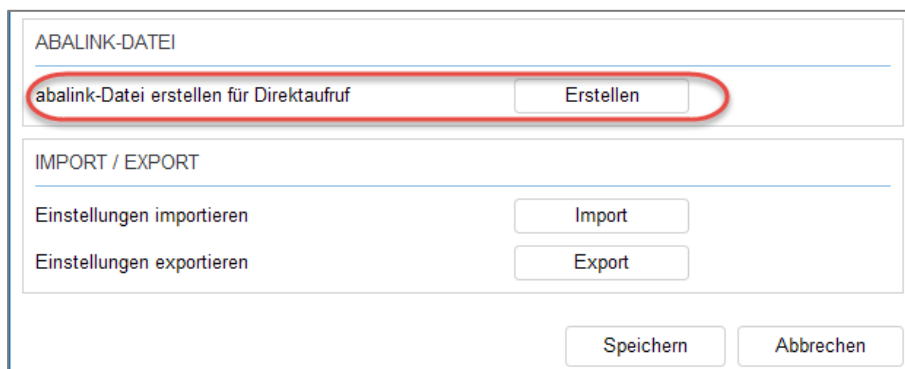 ABALINK-DATEI
abalink-Datei erstellen für Direktaufruf Erstellen
IMPORT / EXPORT
Einstellungen importieren Import
Einstellungen exportieren Export
Speichern Abbrechen